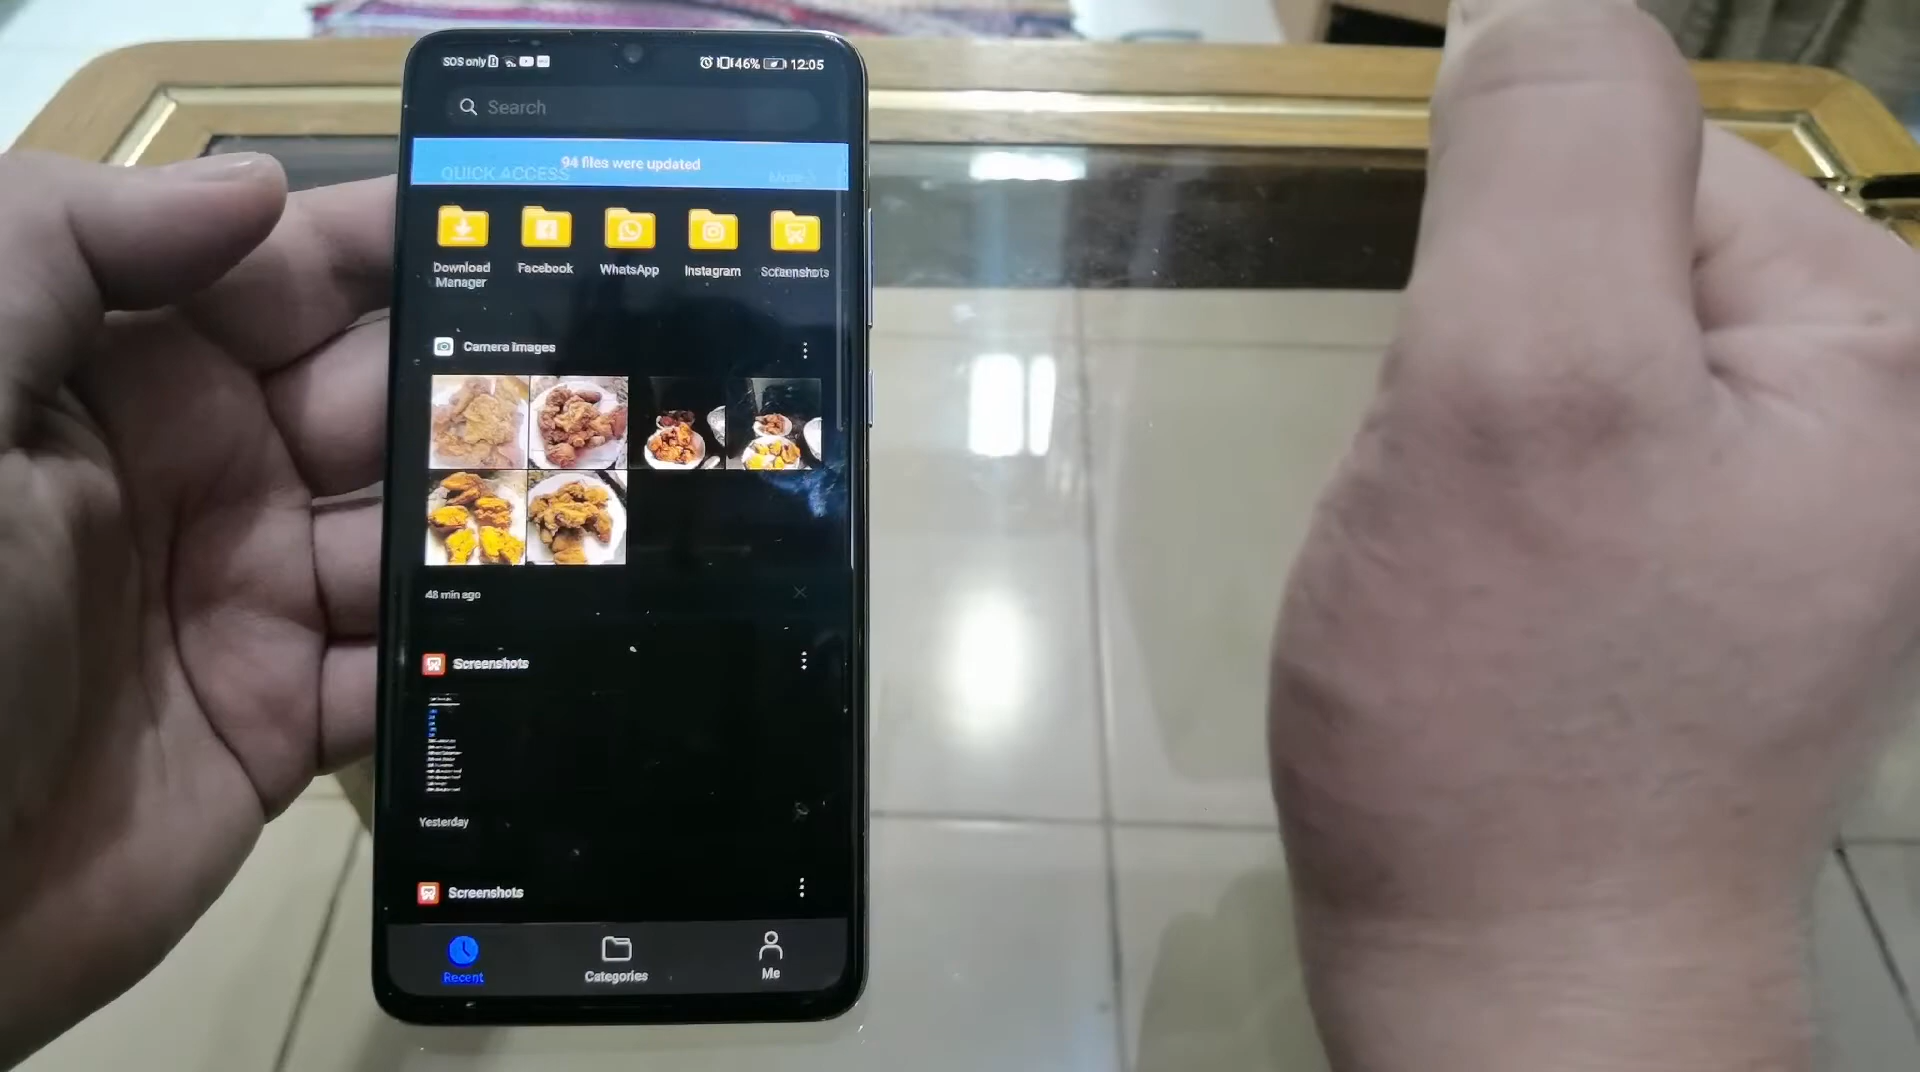 SOS only
46% 12:05
Search
94 files were updated
QUICK ACCESS
More
Download
Manager
Facebook
WhatsApp
Instagram
Camera Images
48 min ago
Screenshots
Yesterday
Screenshots
Recent
Categories
Me